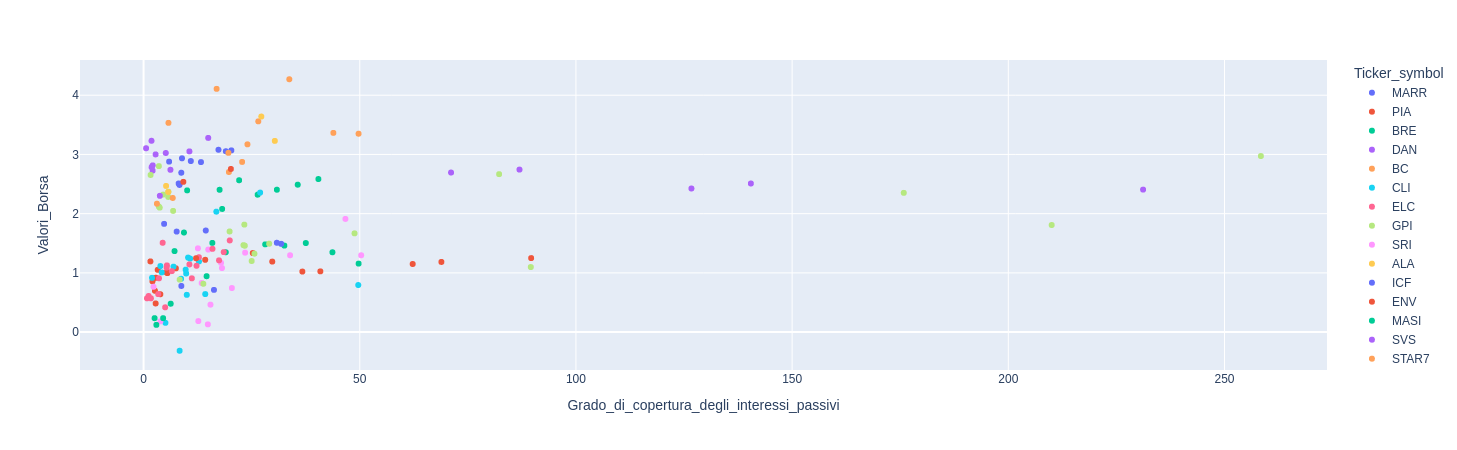 Ticker_symbol
MARR
PIA
BRE
DAN
BC
CLI
ELC
GPI
SRI
ALA
ICF
ENV
MASI
SVS
STAR7
Valori_Borsa
4
3
2
1
0
0 50 100 150 200 250
Grado_di_copertura_degli_interessi_passivi